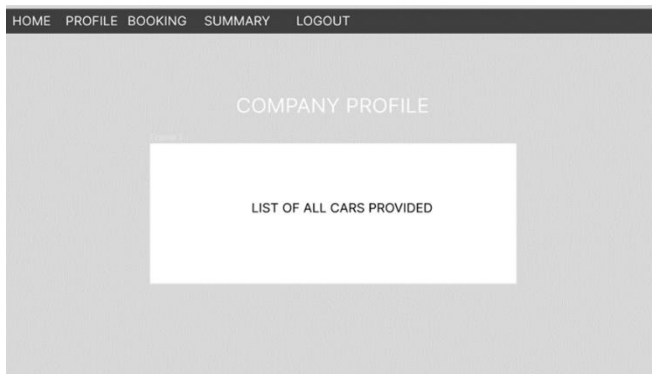 HOME PROFILE BOOKING SUMMARY LOGOUT
COMPANY PROFILE
LIST OF ALL CARS PROVIDED